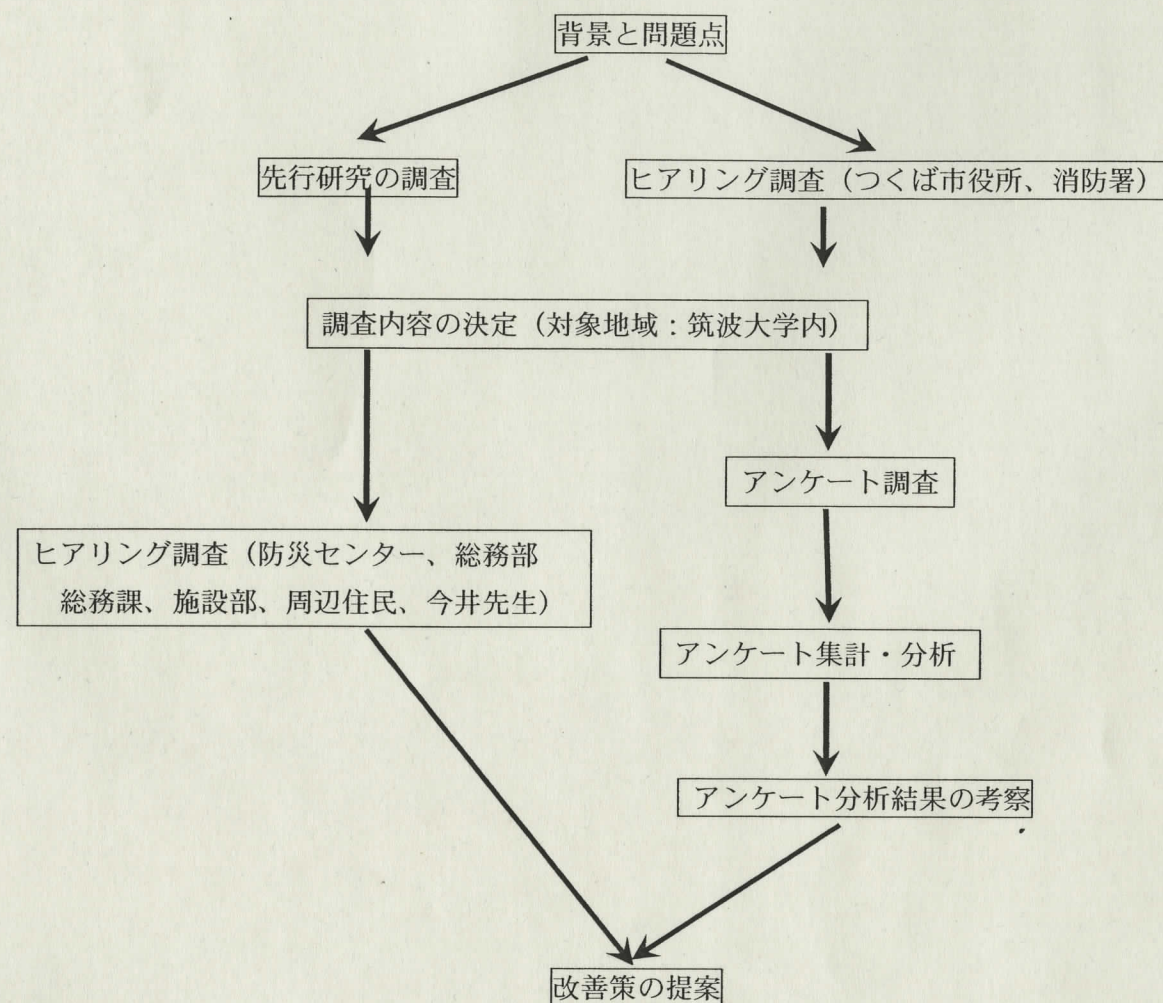 背景と問題点
先行研究の調査
ヒアリング調査（つくば市役所、消防署）
調査内容の決定（対象地域：筑波大学内）
アンケート調査
ヒアリング調査（防災センター、総務部
総務課、施設部、周辺住民、今井先生）
アンケート集計・分析
アンケート分析結果の考察
改善策の提案